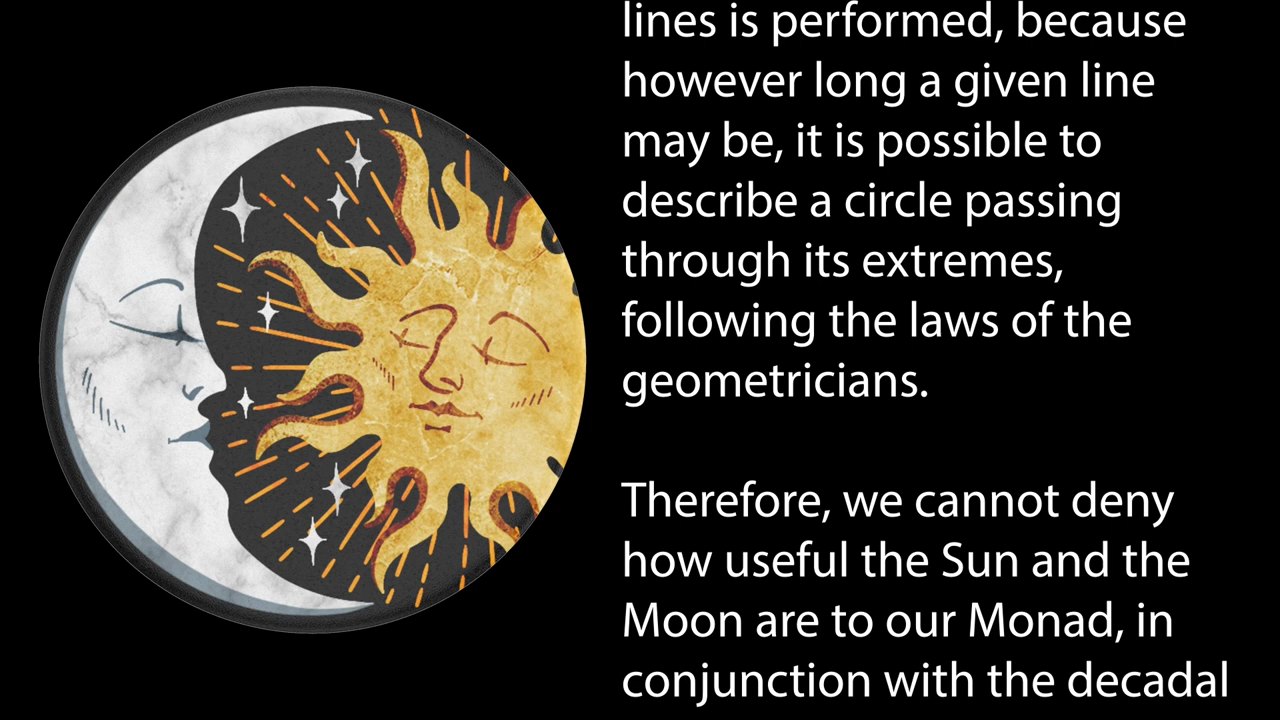 lines is performed, because
however long a given line
may be, it is possible to
describe a circle passing
through its extremes,
following the laws of the
geometricians.
Therefore, we cannot deny
how useful the Sun and the
Moon are to our Monad, in
conjunction with the decadal